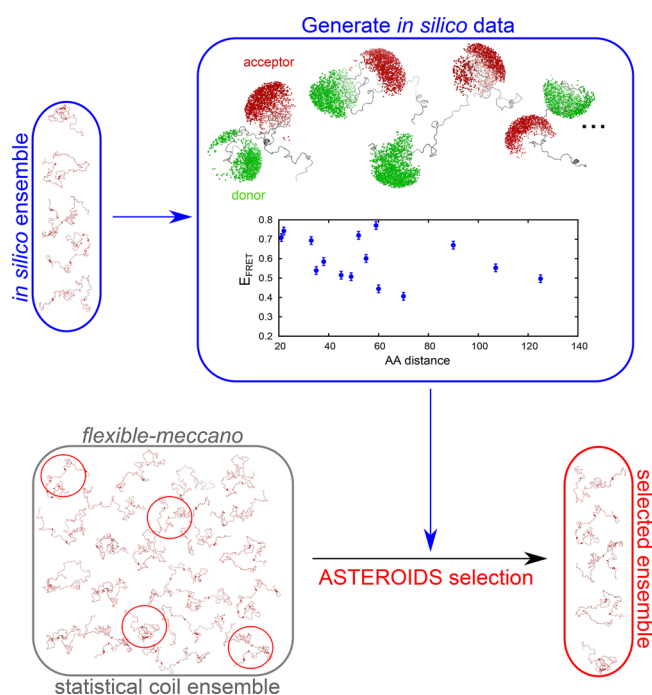 Generate in silico data
acceptor
donor
...
in silico ensemble
0.8
0.7
0.6
0.5
0.4
0.3
0.2
E_FRET
20 40 60 80 100 120 140
AA distance
flexible-meccano
ASTEROIDS selection
selected ensemble
statistical coil ensemble